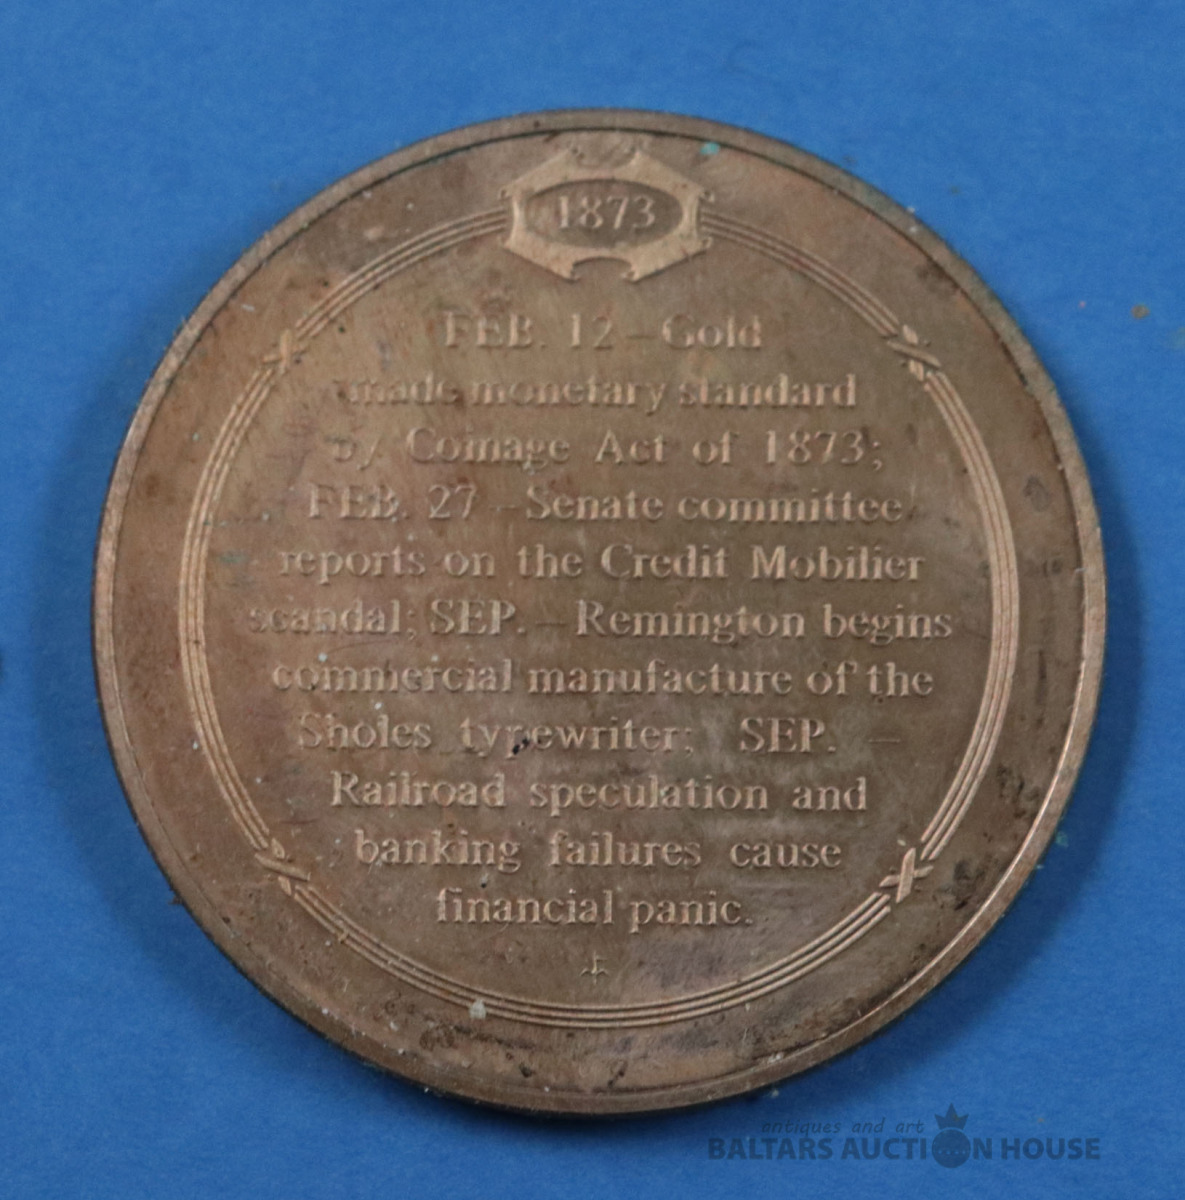 1873
FEB. 12 – Gold
made monetary standard
by Coinage Act of 1873;
FEB. 27 – Senate committee
reports on the Credit Mobilier
scandal; SEP. – Remington begins
commercial manufacture of the
Sholes typewriter; SEP. –
Railroad speculation and
banking failures cause
financial panic.
antiques and art
BALTARS AUCTION HOUSE